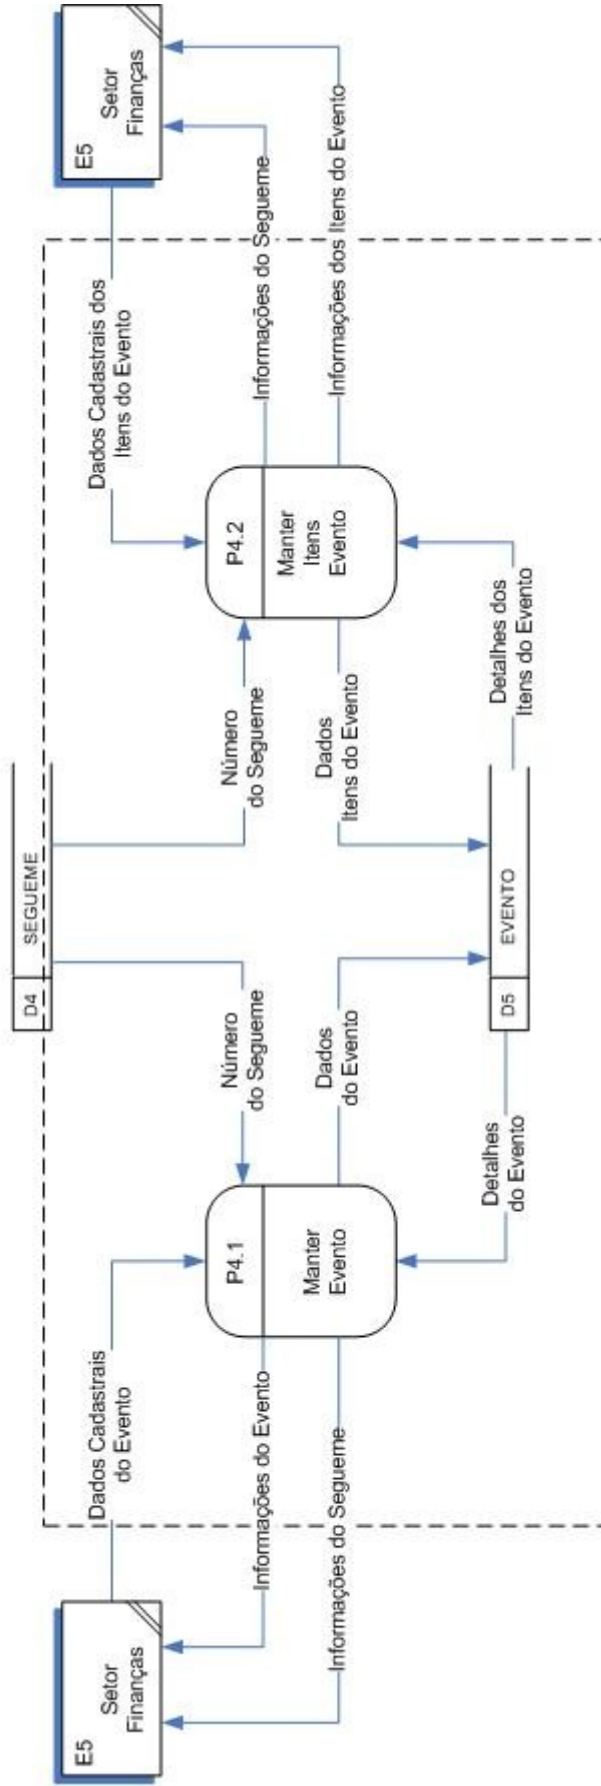 E5
Setor
Finanças
Dados Cadastrais
do Evento
Informações do Evento
Informações do Segueme
P4.1
Manter
Evento
D4
SEGUEME
Número
do Segueme
Número
do Segueme
Dados
do Evento
Dados
Itens do Evento
Detalhes
do Evento
D5
EVENTO
Detalhes dos
Itens do Evento
P4.2
Manter
Itens
Evento
Dados Cadastrais dos
Itens do Evento
Informações do Segueme
Informações dos Itens do Evento
E5
Setor
Finanças